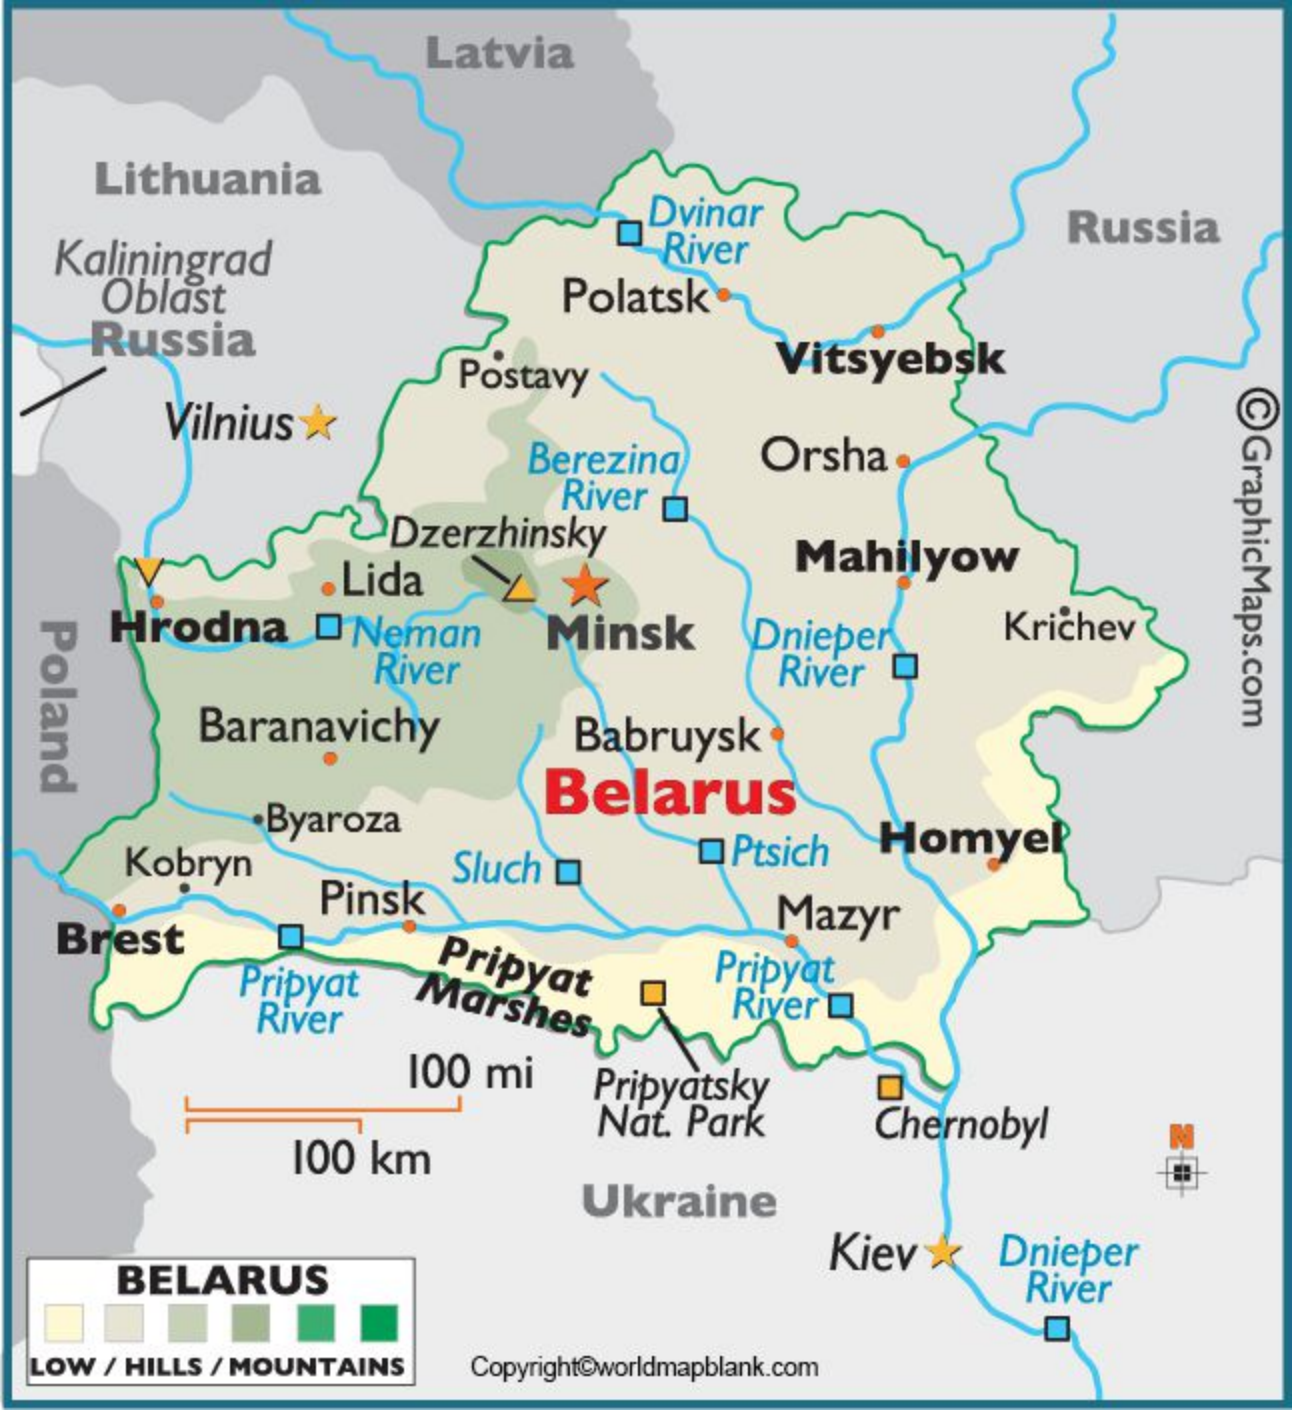 Latvia
Lithuania
Dvinar
River
Russia
Kaliningrad
Oblast
Russia
Polatsk
Vitsyebsk
Postavy
Vilnius
©GraphicMaps.com
Berezina
River
Orsha
Dzerzhinsky
Mahilyow
Lida
Hrodna
Neman
River
Minsk
Dnieper
River
Krichev
Poland
Baranavichy
Babruysk
Belarus
Byaroza
Homyel
Kobryn
Sluch
Ptsich
Pinsk
Mazyr
Brest
Pripyat
Marshes
Pripyat
River
Pripyat
River
100 mi
100 km
Pripyatsky
Nat. Park
Chernobyl
N
Ukraine
Kiev
Dnieper
River
BELARUS
LOW / HILLS / MOUNTAINS
Copyright©worldmapblank.com